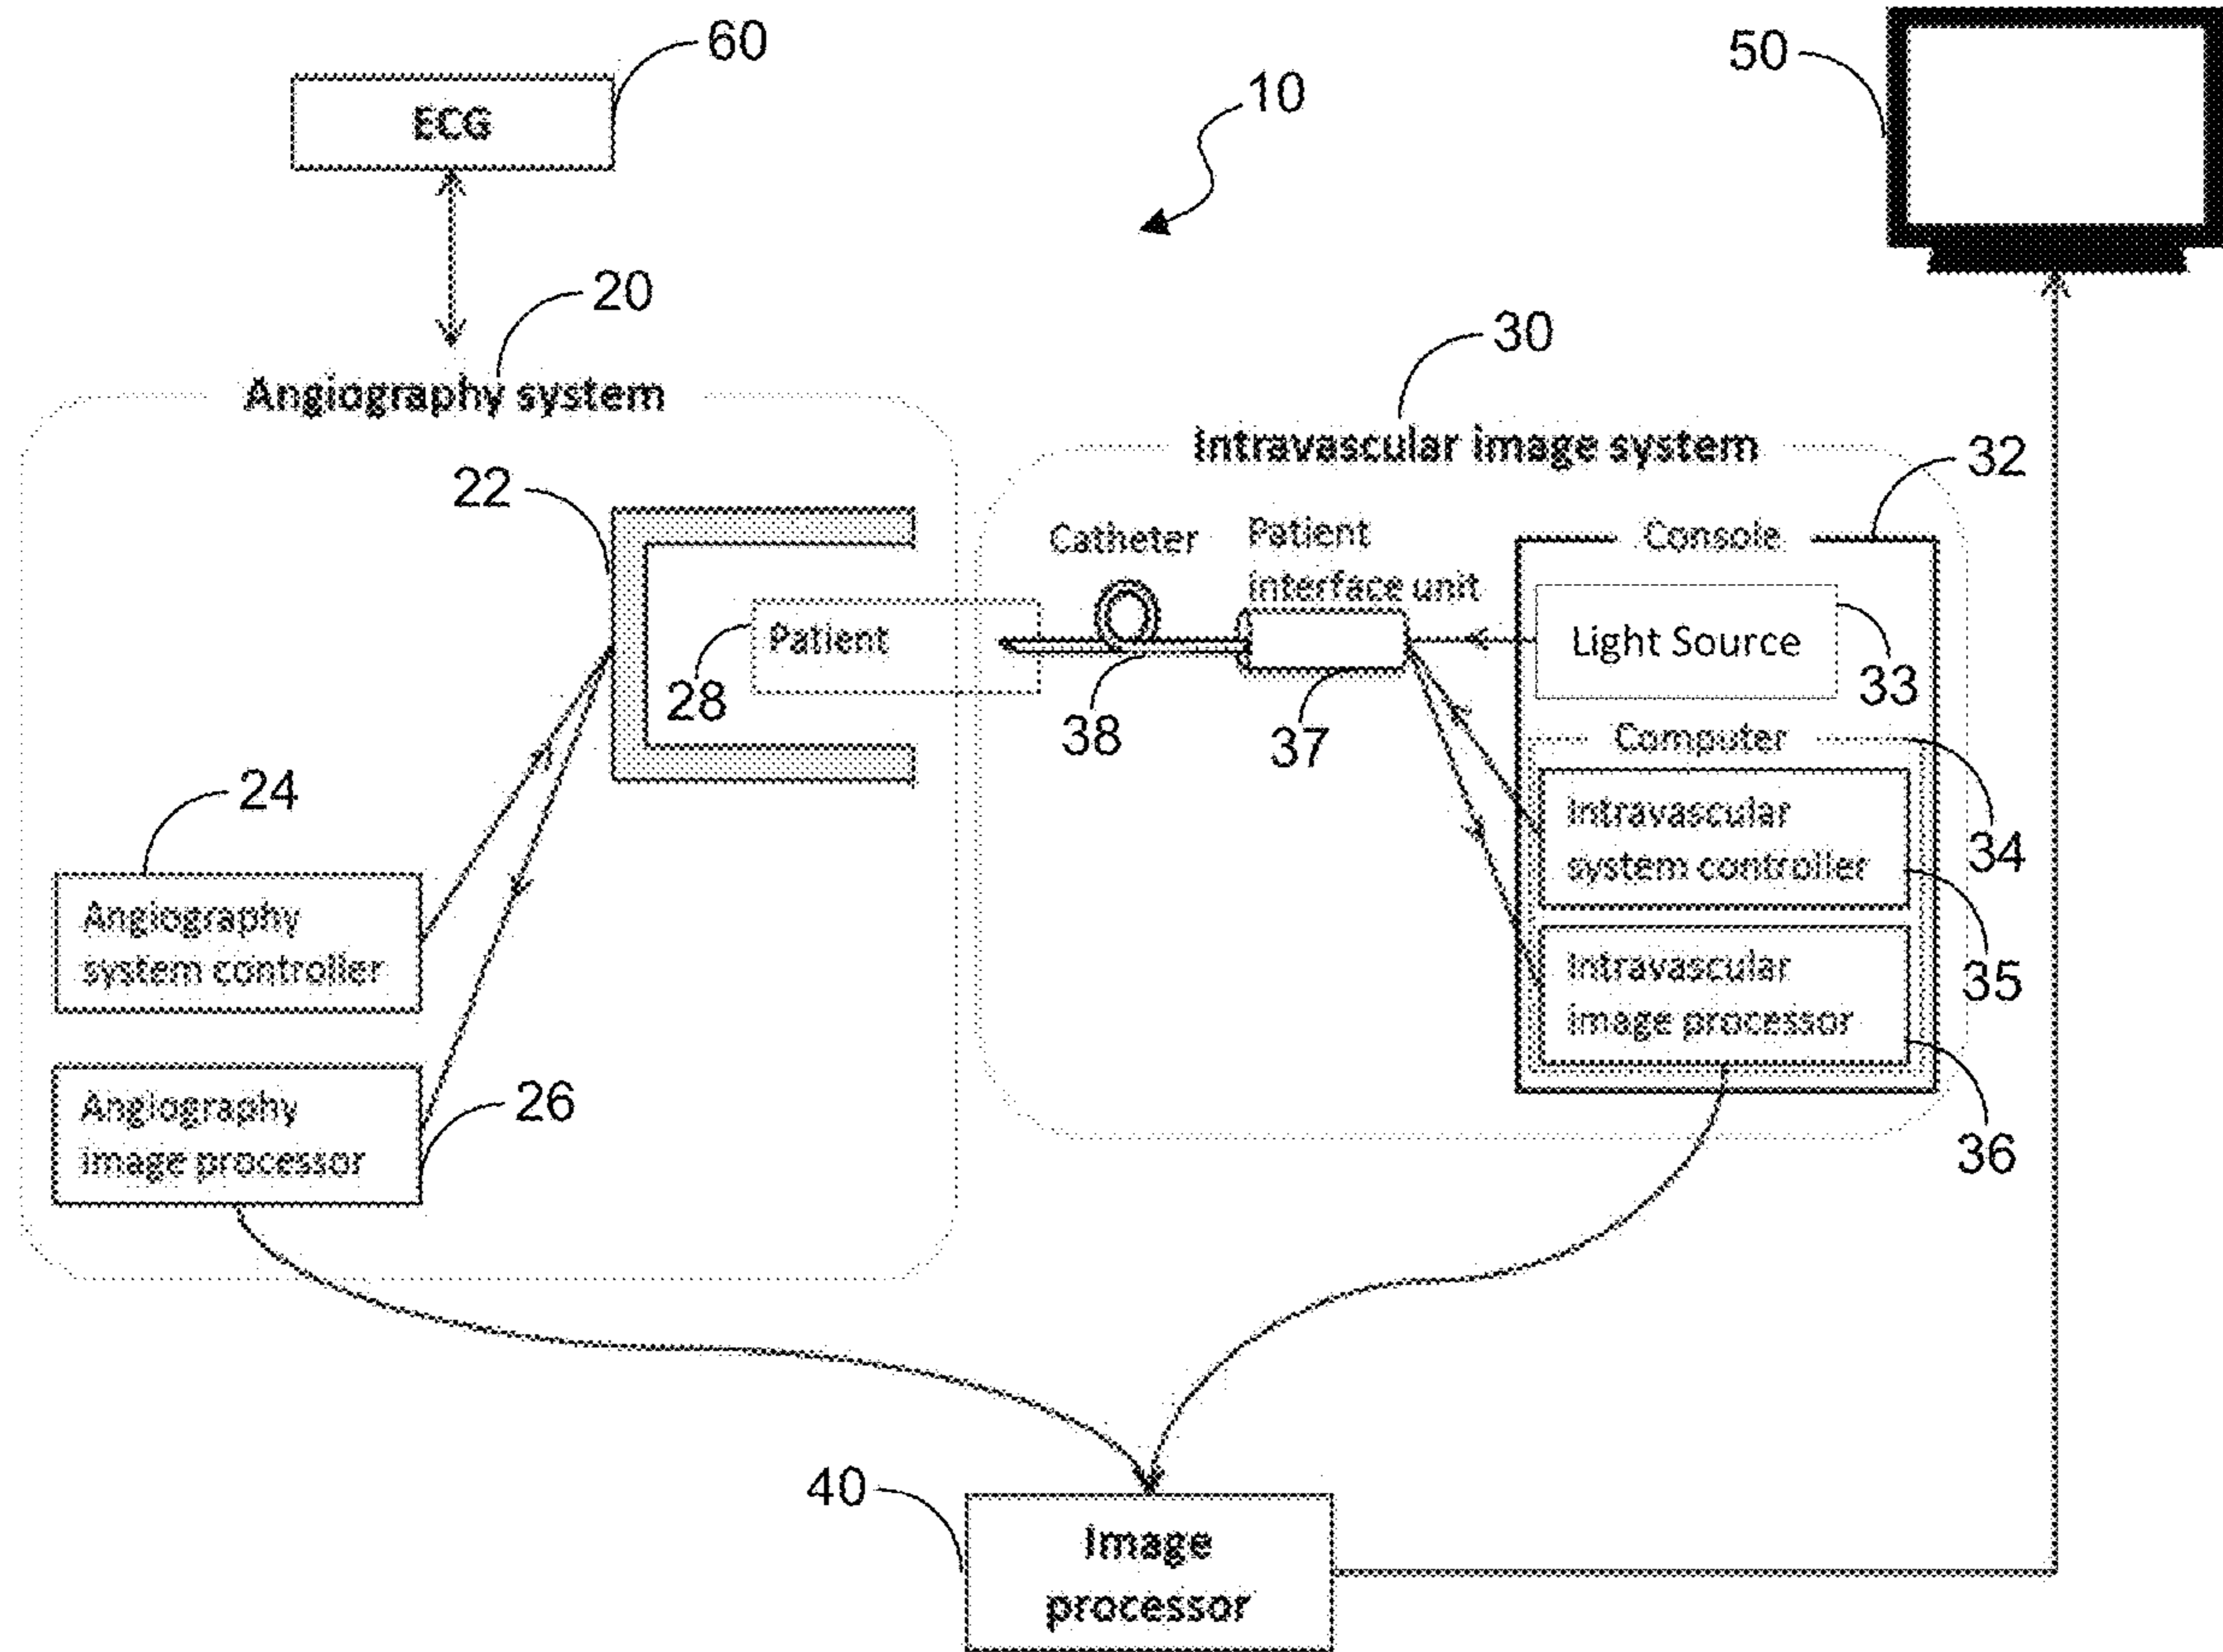 60
ECG
10
50
20
Angiography system
30
Intravascular image system
32
22
Catheter
Patient
interface unit
Console
Patient
28
Light Source
33
38
37
Computer
24
Intravascular
system controller
34
Angiography
system controller
35
Intravascular
image processor
Angiography
image processor
26
36
40
Image
processor